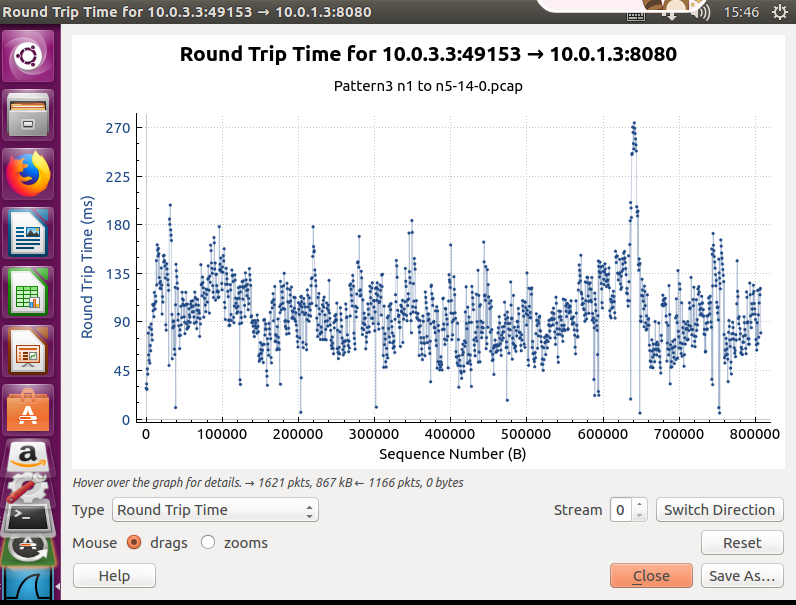 Round Trip Time for 10.0.3.3:49153 → 10.0.1.3:8080
15:46
Round Trip Time for 10.0.3.3:49153 → 10.0.1.3:8080
Pattern3 n1 to n5-14-0.pcap
270
225
180
135
90
45
0
Round Trip Time (ms)
0 100000 200000 300000 400000 500000 600000 700000 800000
Sequence Number (B)
Hover over the graph for details. → 1621 pkts, 867 kB ← 1166 pkts, 0 bytes
Type Round Trip Time Stream 0 Switch Direction
Mouse drags zooms Reset
Help Close Save As…